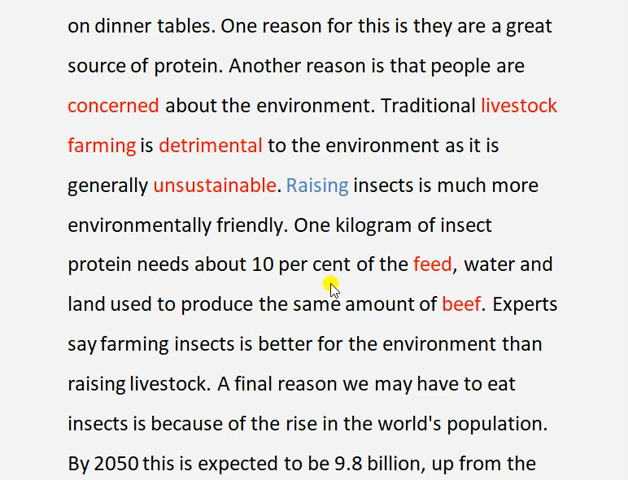 on dinner tables. One reason for this is they are a great
source of protein. Another reason is that people are
concerned about the environment. Traditional livestock
farming is detrimental to the environment as it is
generally unsustainable. Raising insects is much more
environmentally friendly. One kilogram of insect
protein needs about 10 per cent of the feed, water and
land used to produce the same amount of beef. Experts
say farming insects is better for the environment than
raising livestock. A final reason we may have to eat
insects is because of the rise in the world's population.
By 2050 this is expected to be 9.8 billion, up from the